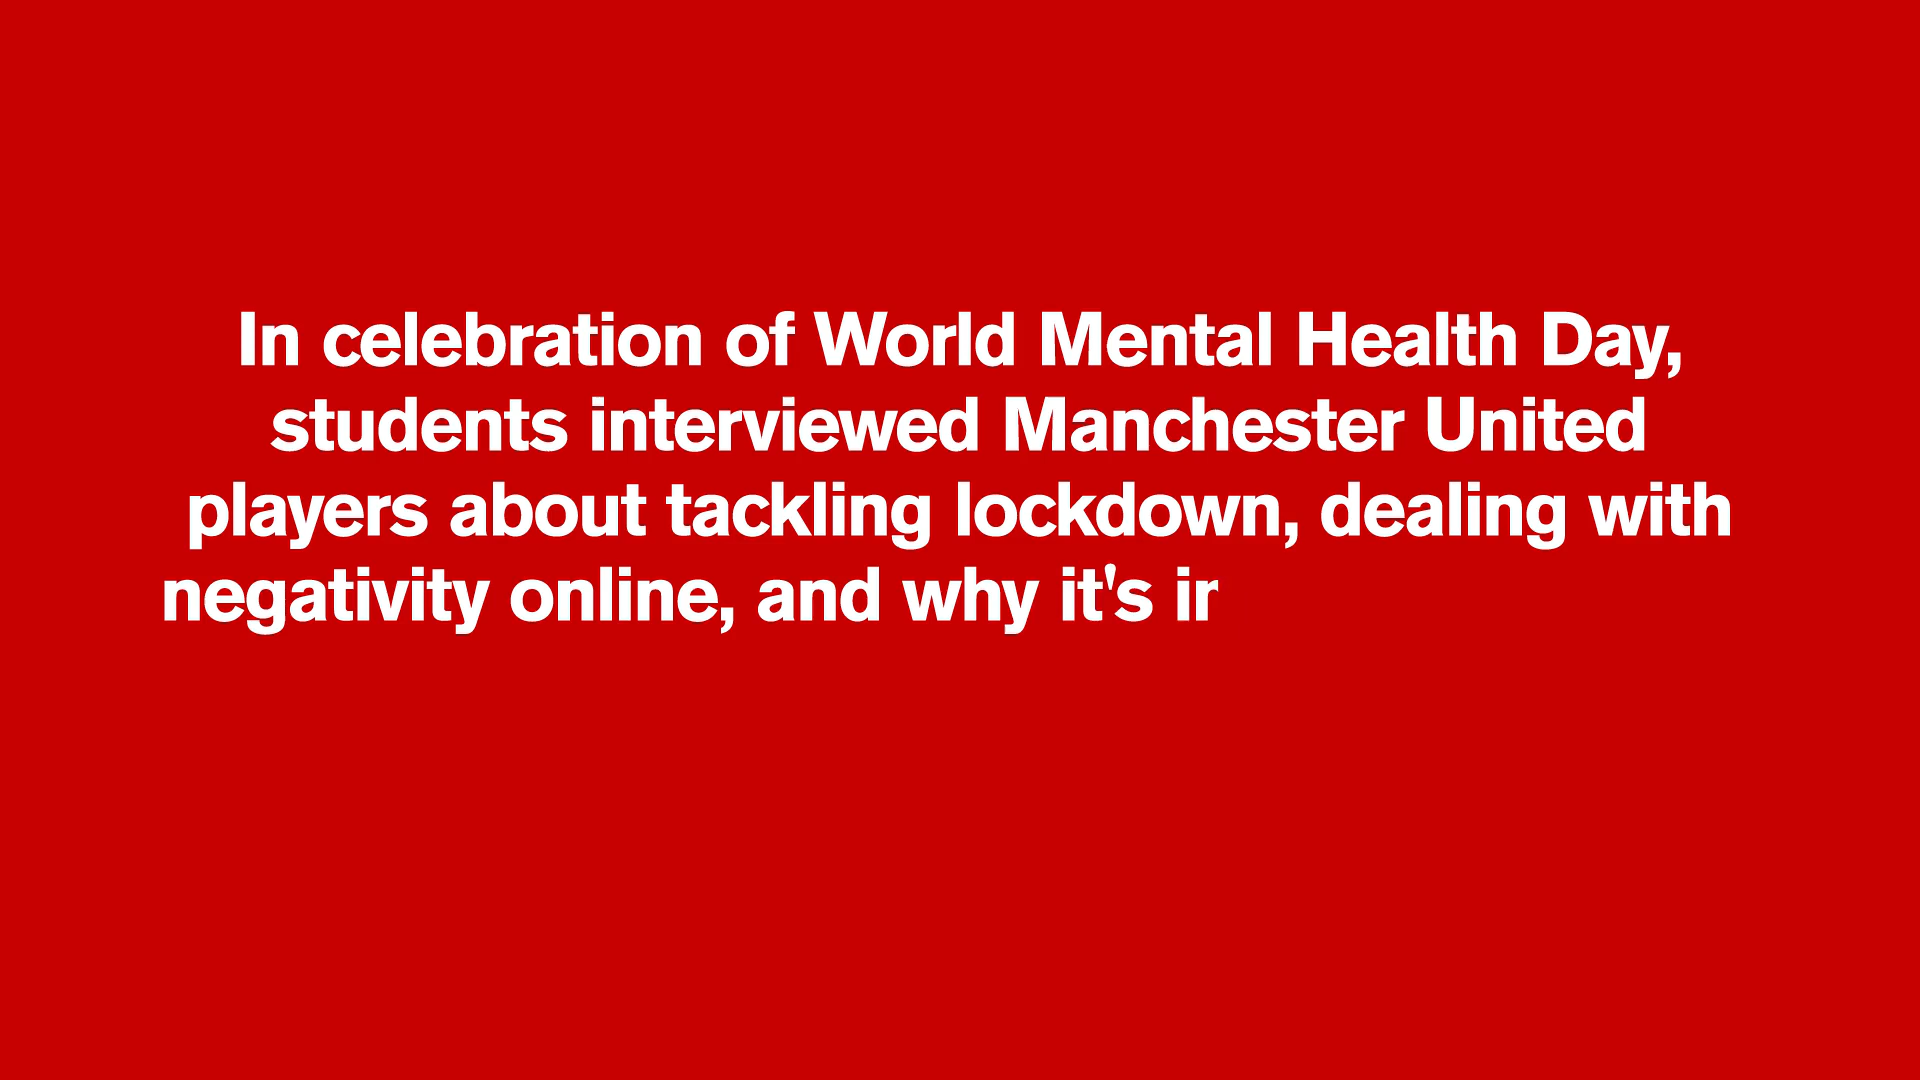 In celebration of World Mental Health Day,
students interviewed Manchester United
players about tackling lockdown, dealing with
negativity online, and why it's